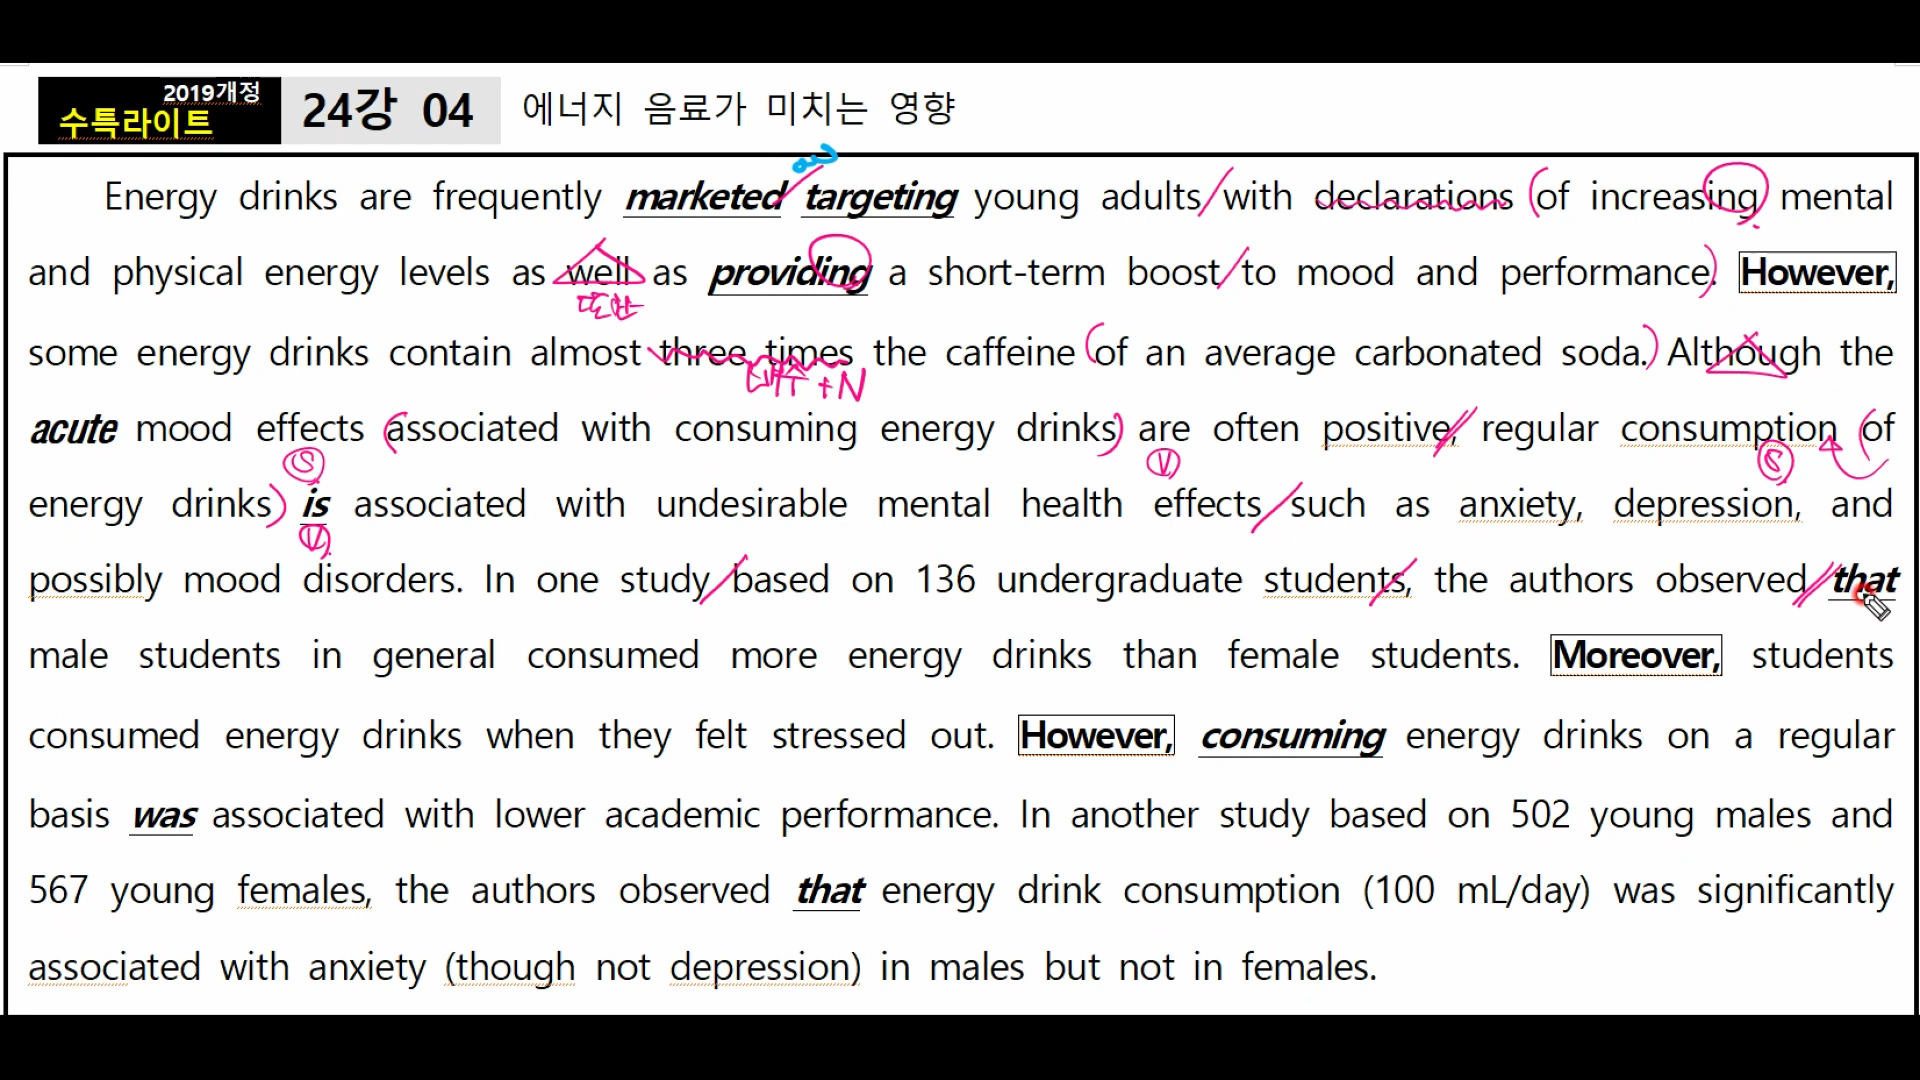 2019개정
수특라이트
24강 04
에너지 음료가 미치는 영향
Energy drinks are frequently marketed targeting young adults with declarations of increasing mental
and physical energy levels as well as providing a short-term boost to mood and performance. However,
또한
some energy drinks contain almost three times the caffeine of an average carbonated soda. Although the
배수+N
acute mood effects associated with consuming energy drinks are often positive, regular consumption of
S V S
energy drinks is associated with undesirable mental health effects such as anxiety, depression, and
V
possibly mood disorders. In one study based on 136 undergraduate students, the authors observed that
male students in general consumed more energy drinks than female students. Moreover, students
consumed energy drinks when they felt stressed out. However, consuming energy drinks on a regular
basis was associated with lower academic performance. In another study based on 502 young males and
567 young females, the authors observed that energy drink consumption (100 mL/day) was significantly
associated with anxiety (though not depression) in males but not in females.